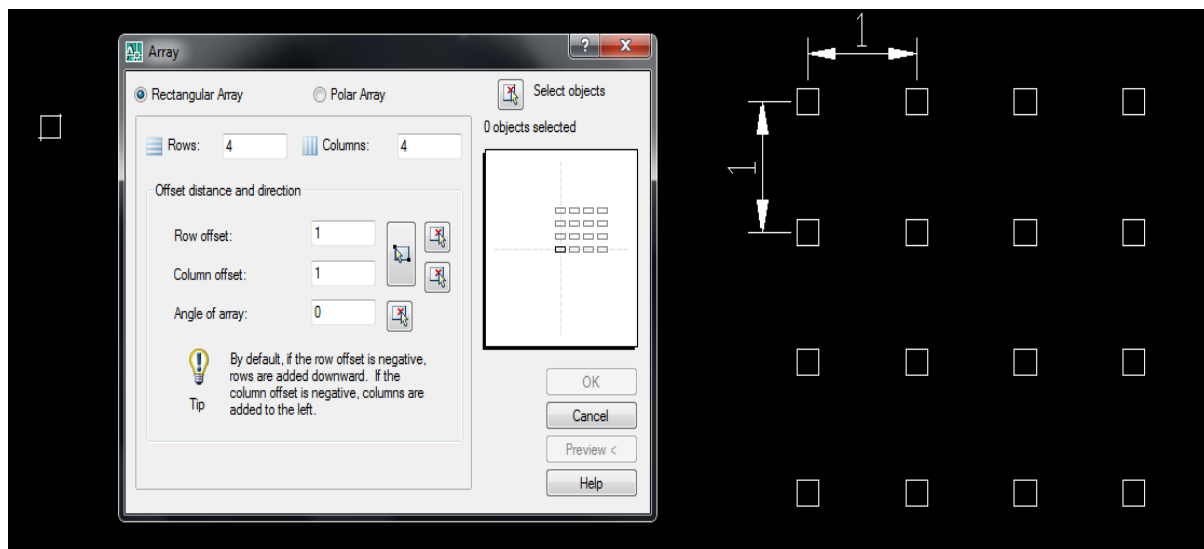 Array
Rectangular Array
Polar Array
Select objects
0 objects selected
Rows: 4
Columns: 4
Offset distance and direction
Row offset: 1
Column offset: 1
Angle of array: 0
Tip
By default, if the row offset is negative,
rows are added downward. If the
column offset is negative, columns are
added to the left.
OK
Cancel
Preview <
Help
1
1